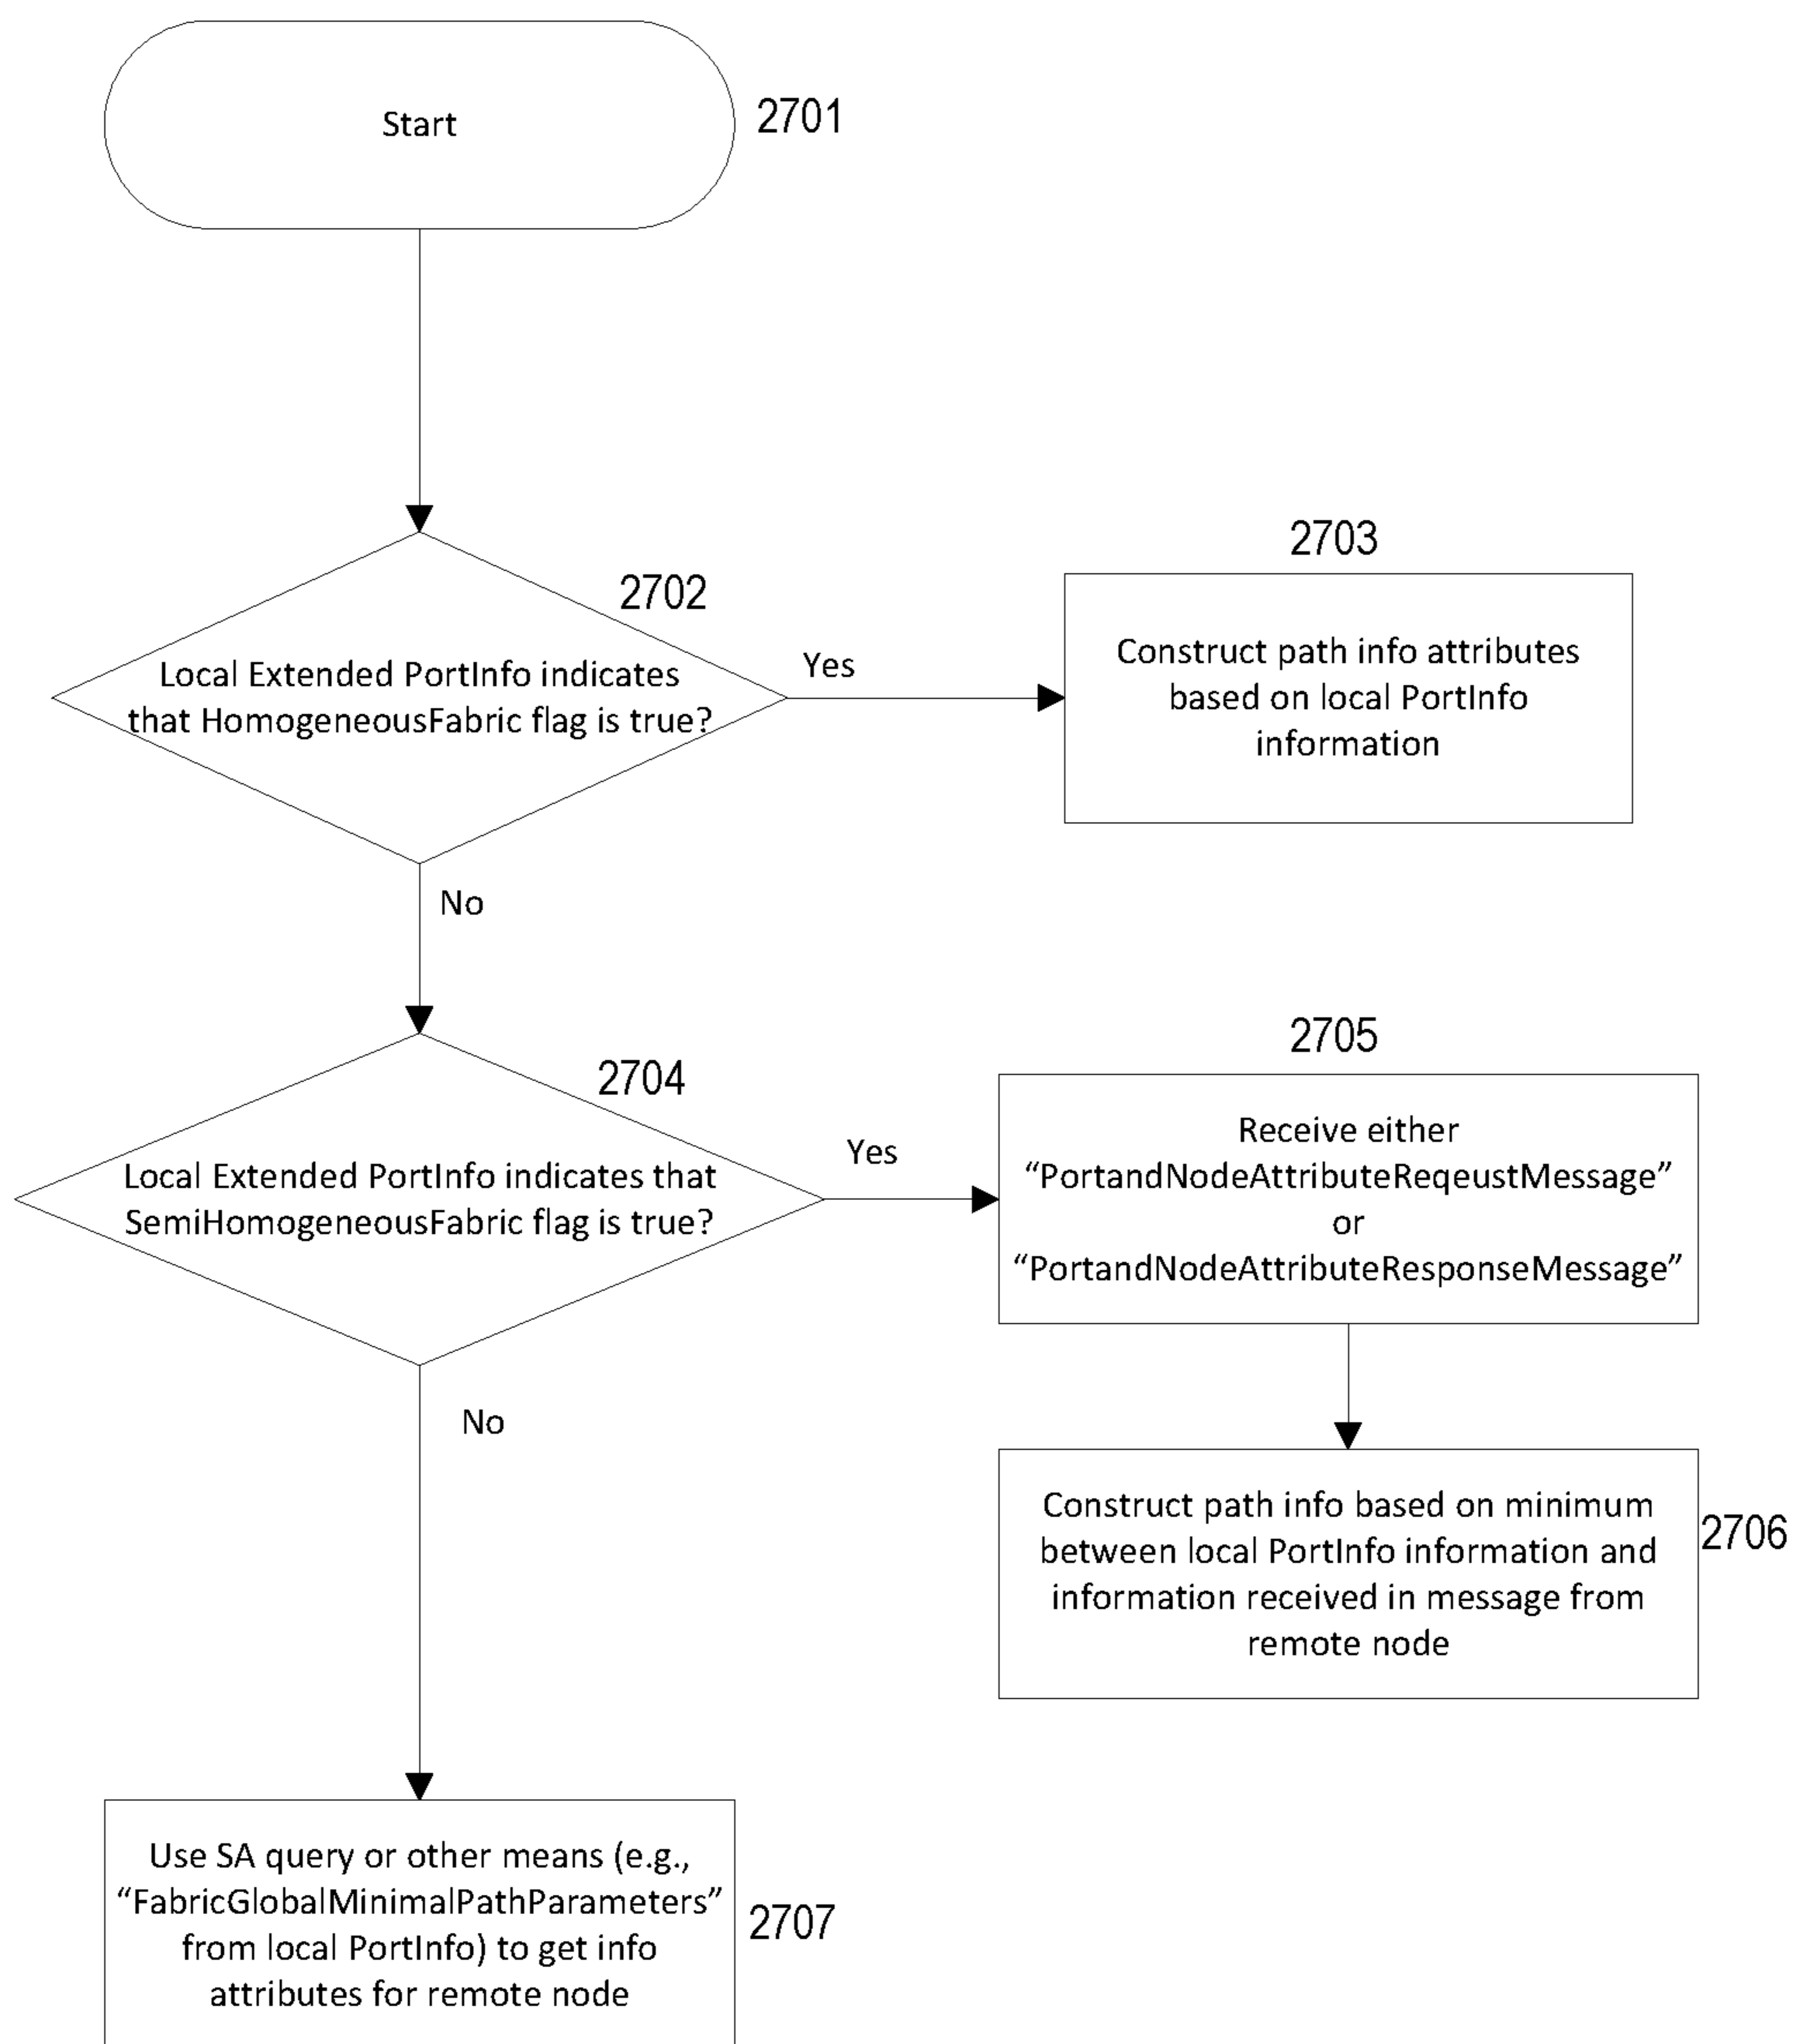 Start
2701
2702
Local Extended PortInfo indicates
that HomogeneousFabric flag is true?
Yes
2703
Construct path info attributes
based on local PortInfo
information
No
2704
Local Extended PortInfo indicates that
SemiHomogeneousFabric flag is true?
Yes
2705
Receive either
“PortandNodeAttributeReqeustMessage”
or
“PortandNodeAttributeResponseMessage”
Construct path info based on minimum
between local PortInfo information and
information received in message from
remote node
2706
No
Use SA query or other means (e.g.,
“FabricGlobalMinimalPathParameters”
from local PortInfo) to get info
attributes for remote node
2707